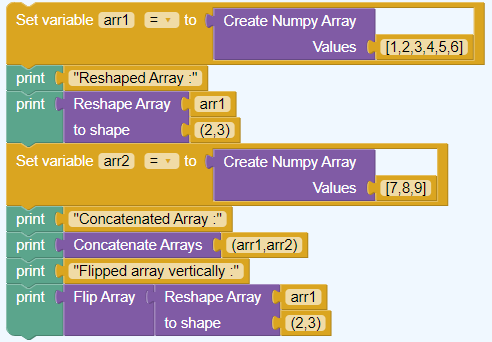 Set variable arr1 = to Create Numpy Array
Values [1,2,3,4,5,6]
print "Reshaped Array :"
print Reshape Array arr1
to shape (2,3)
Set variable arr2 = to Create Numpy Array
Values [7,8,9]
print "Concatenated Array :"
print Concatenate Arrays (arr1,arr2)
print "Flipped array vertically :"
print Flip Array Reshape Array arr1
to shape (2,3)